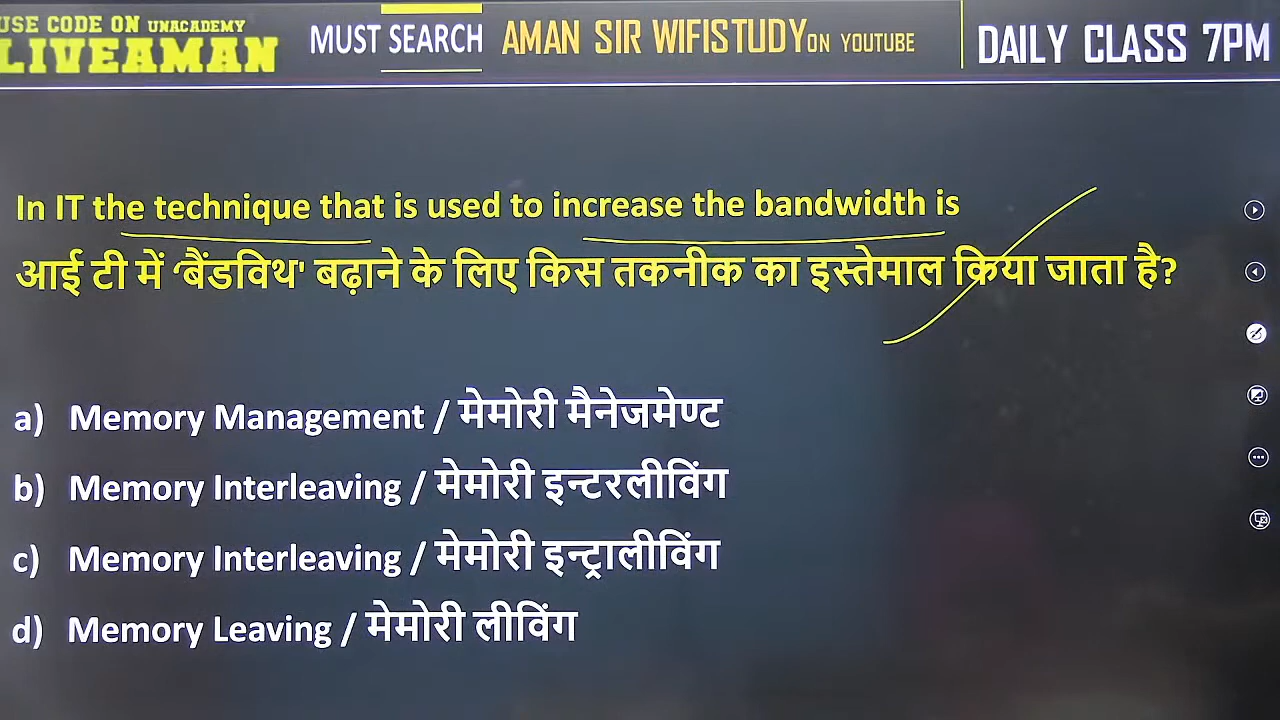 USE CODE ON UNACADEMY
LIVEAMAN
MUST SEARCH AMAN SIR WIFISTUDY ON YOUTUBE
DAILY CLASS 7PM
In IT the technique that is used to increase the bandwidth is
आई टी में ‘बैंडविथ' बढ़ाने के लिए किस तकनीक का इस्तेमाल किया जाता है?
a) Memory Management / मेमोरी मैनेजमेण्ट
b) Memory Interleaving / मेमोरी इन्टरलीविंग
c) Memory Interleaving / मेमोरी इन्ट्रालीविंग
d) Memory Leaving / मेमोरी लीविंग